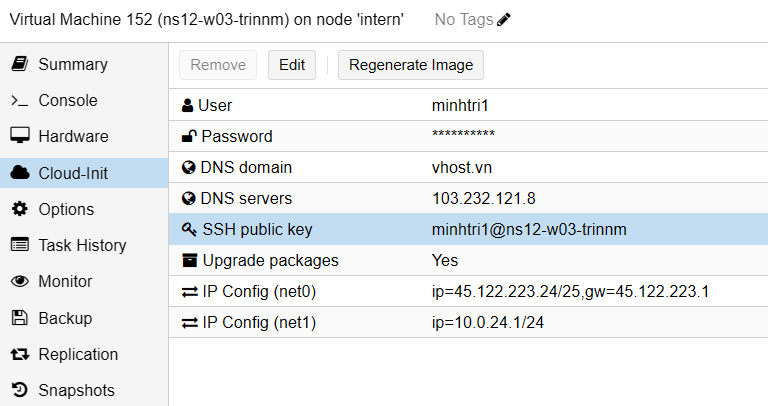 Virtual Machine 152 (ns12-w03-trinnm) on node 'intern' No Tags
Summary
Console
Hardware
Cloud-Init
Options
Task History
Monitor
Backup
Replication
Snapshots
Remove Edit Regenerate Image
User minhtri1
Password **********
DNS domain vhost.vn
DNS servers 103.232.121.8
SSH public key minhtri1@ns12-w03-trinnm
Upgrade packages Yes
IP Config (net0) ip=45.122.223.24/25,gw=45.122.223.1
IP Config (net1) ip=10.0.24.1/24